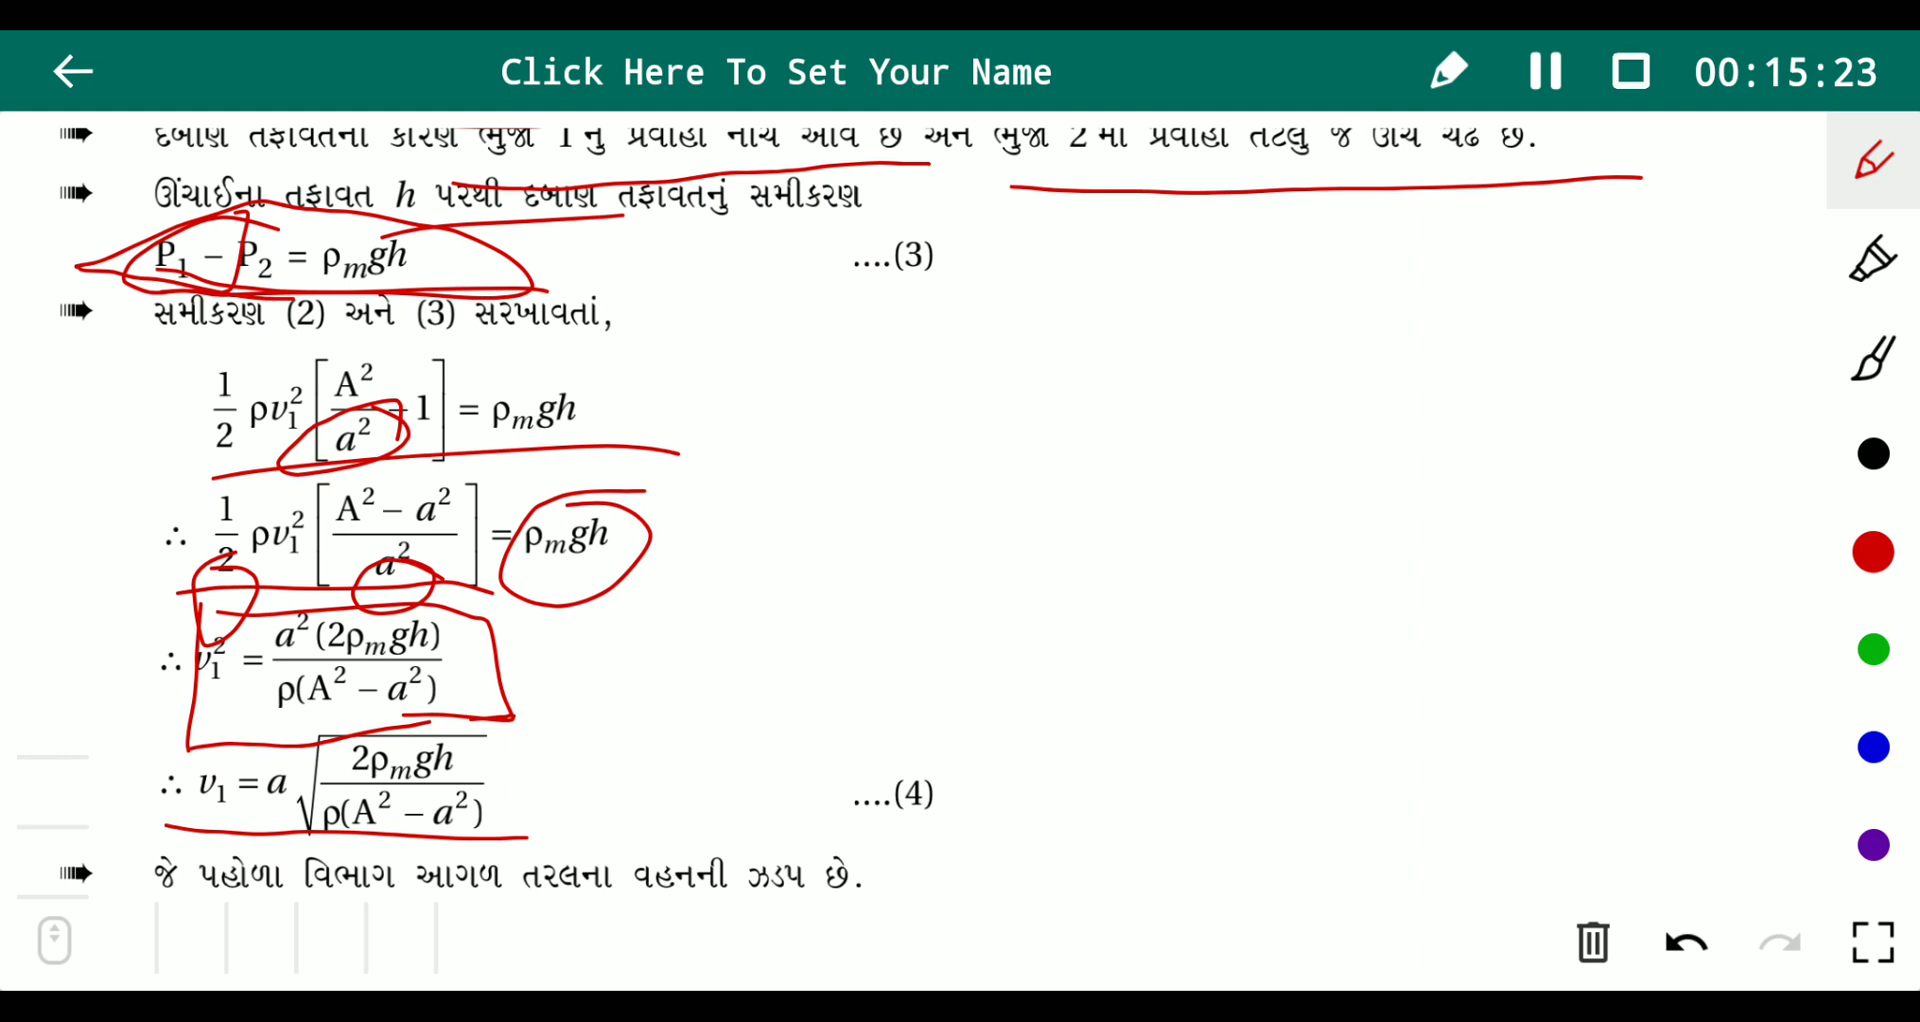 Click Here To Set Your Name 00:15:23
દબાણ તફાવતના કારણે ભુજા 1 નું પ્રવાહી નીચે આવે છે અને ભુજા 2 માં પ્રવાહી તેટલું જ ઊંચે ચઢે છે.
ઊંચાઈના તફાવત h પરથી દબાણ તફાવતનું સમીકરણ
P₁ – P₂ = ρₘgh ....(3)
સમીકરણ (2) અને (3) સરખાવતાં,
1/2 ρv₁² [A²/a² – 1] = ρₘgh
∴ 1/2 ρv₁² [(A² – a²)/a²] = ρₘgh
∴ v₁² = a²(2ρₘgh)/ρ(A² – a²)
∴ v₁ = a √(2ρₘgh/ρ(A² – a²)) ....(4)
જે પહોળા વિભાગ આગળ તરલના વહનની ઝડપ છે.